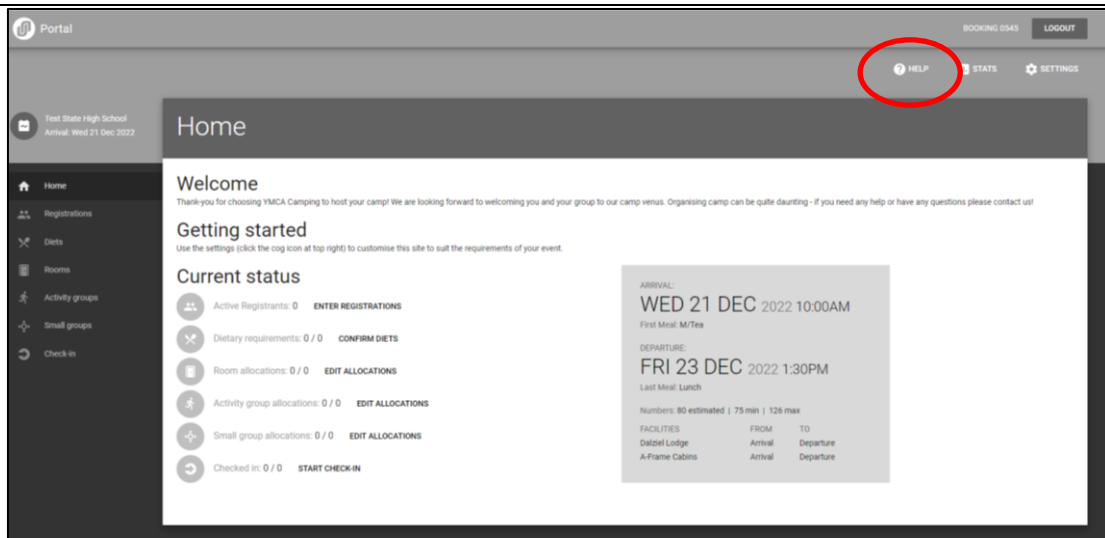 Portal
BOOKING 0545 LOGOUT
HELP STATS SETTINGS
Test State High School
Arrival: Wed 21 Dec 2022
Home
Home
Registrations
Diets
Rooms
Activity groups
Small groups
Check-in
Welcome
Thank-you for choosing YMCA Camping to host your camp! We are looking forward to welcoming you and your group to our camp venue. Organising camp can be quite daunting - if you need any help or have any questions please contact us!
Getting started
Use the settings (click the cog icon at top right) to customise this site to suit the requirements of your event.
Current status
Active Registrants: 0 ENTER REGISTRATIONS
Dietary requirements: 0 / 0 CONFIRM DIETS
Room allocations: 0 / 0 EDIT ALLOCATIONS
Activity group allocations: 0 / 0 EDIT ALLOCATIONS
Small group allocations: 0 / 0 EDIT ALLOCATIONS
Checked in: 0 / 0 START CHECK-IN
ARRIVAL:
WED 21 DEC 2022 10:00AM
First Meal: M/Tea
DEPARTURE:
FRI 23 DEC 2022 1:30PM
Last Meal: Lunch
Numbers: 80 estimated | 75 min | 126 max
FACILITIES FROM TO
Dalziel Lodge Arrival Departure
A-Frame Cabins Arrival Departure